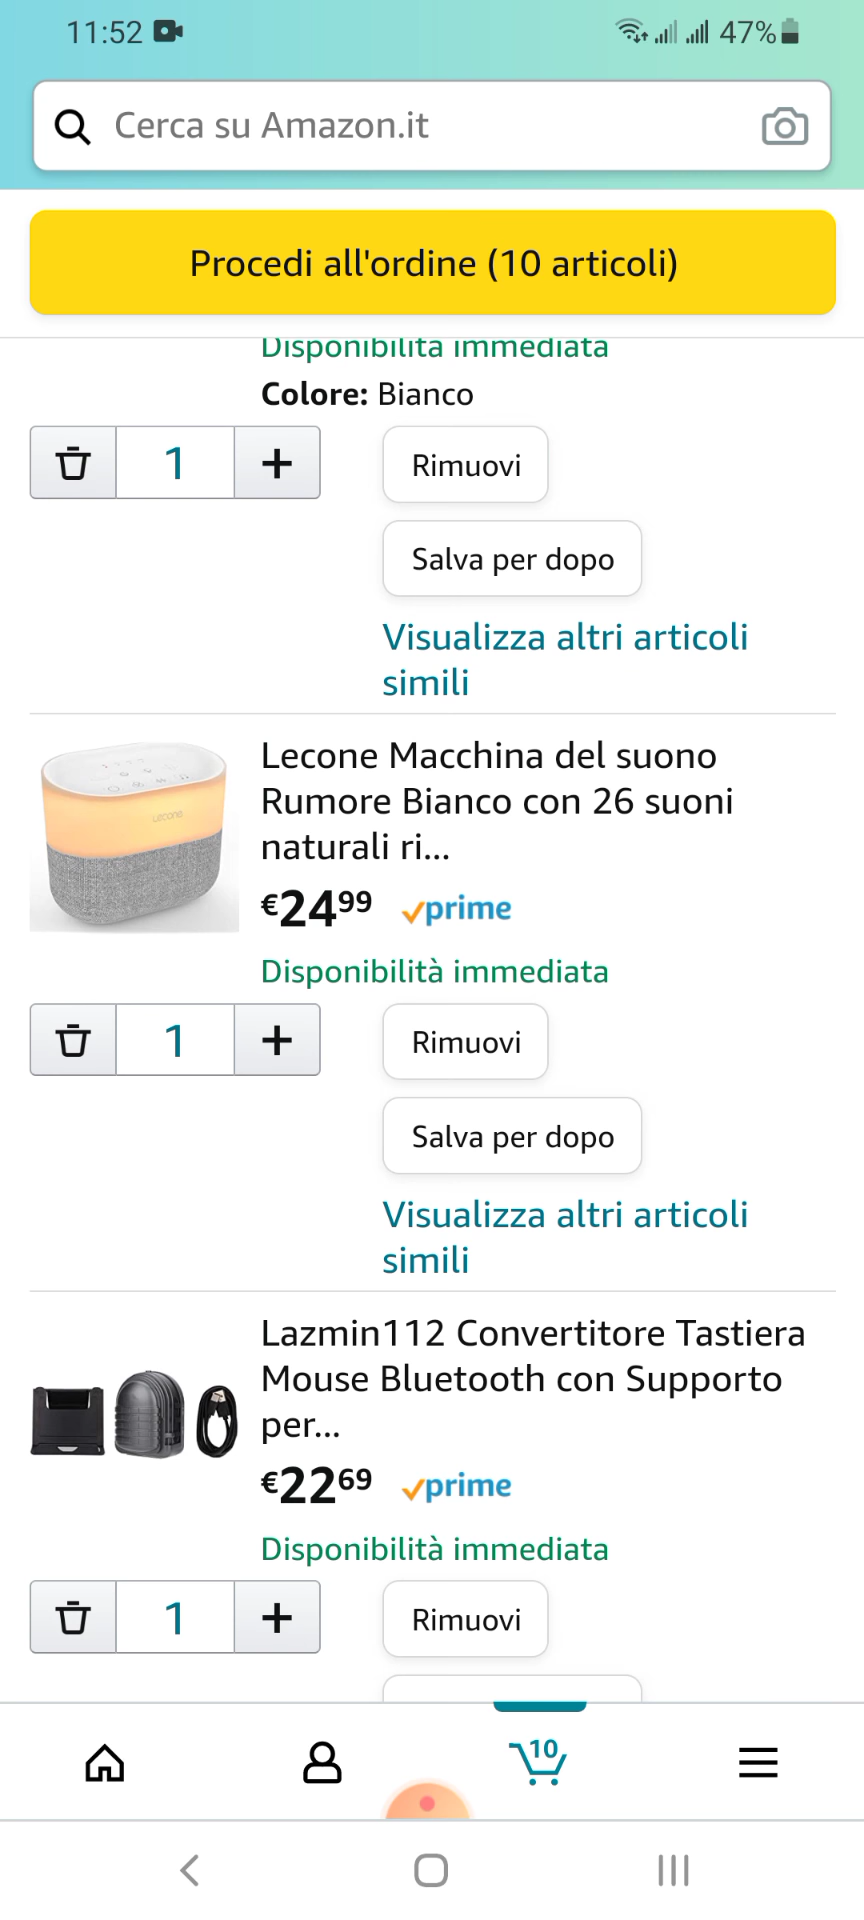 11:52
47%
Cerca su Amazon.it
Procedi all'ordine (10 articoli)
Disponibilità immediata
Colore: Bianco
1
Rimuovi
Salva per dopo
Visualizza altri articoli
simili
Lecone
Lecone Macchina del suono
Rumore Bianco con 26 suoni
naturali ri...
€24 99 prime
Disponibilità immediata
1
Rimuovi
Salva per dopo
Visualizza altri articoli
simili
Lazmin112 Convertitore Tastiera
Mouse Bluetooth con Supporto
per...
€22 69 prime
Disponibilità immediata
1
Rimuovi
10